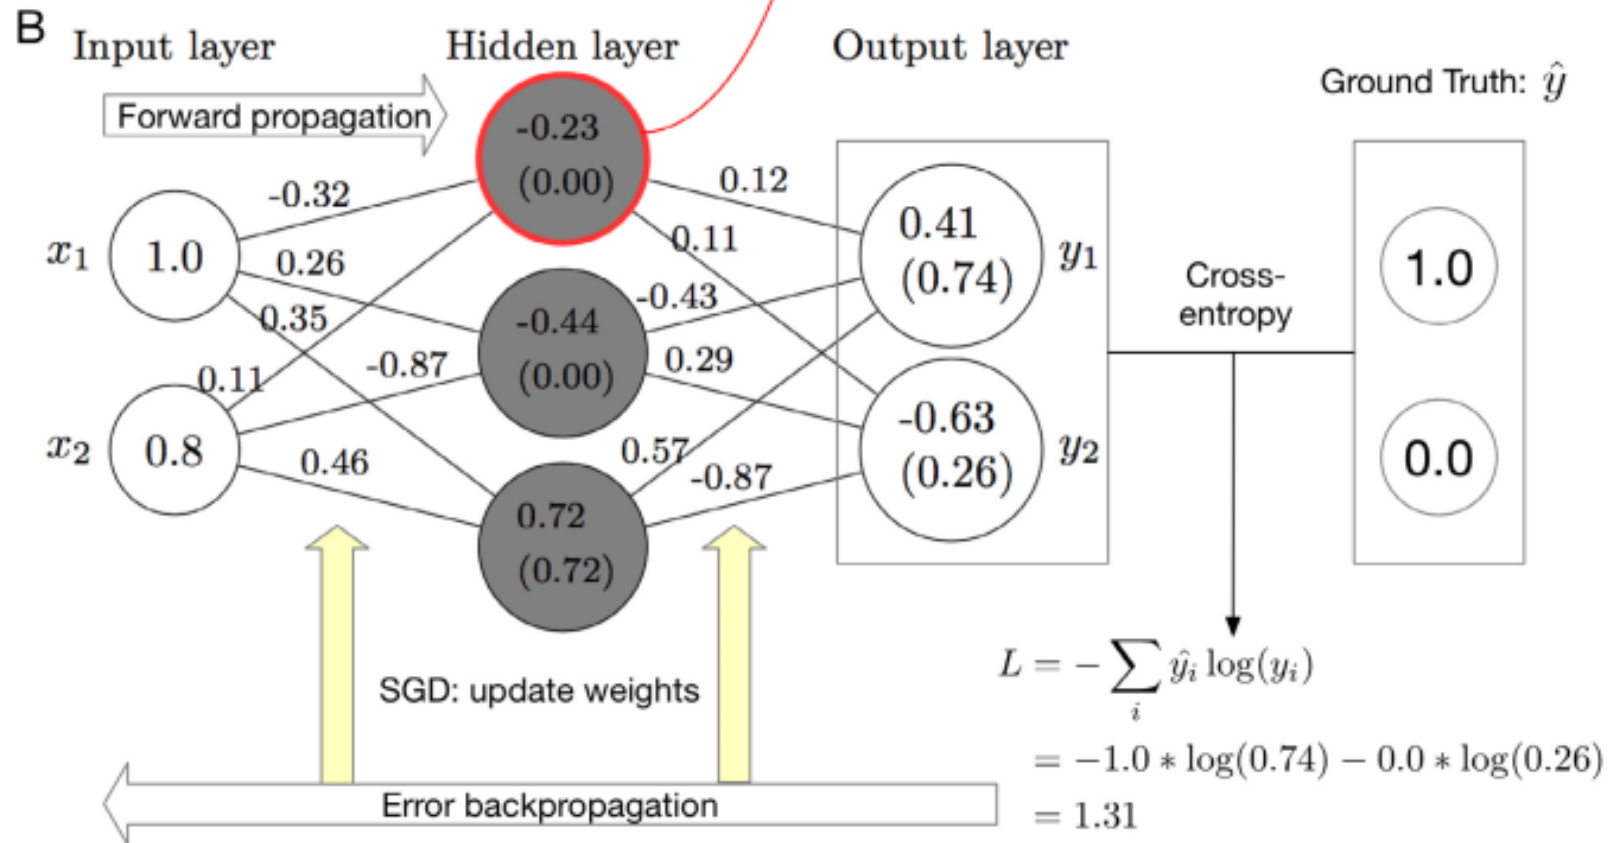 B
Input layer
Hidden layer
Output layer
Ground Truth: ŷ
Forward propagation
-0.23
(0.00)
-0.32
0.12
x₁
1.0
0.26
0.11
0.41
(0.74)
y₁
Cross-
entropy
1.0
0.35
-0.44
(0.00)
-0.43
0.29
0.11
-0.87
x₂
0.8
0.46
0.57
-0.87
-0.63
(0.26)
y₂
0.0
0.72
(0.72)
SGD: update weights
L = − ∑ᵢ ŷᵢ log(yᵢ)
= −1.0 ∗ log(0.74) − 0.0 ∗ log(0.26)
= 1.31
Error backpropagation